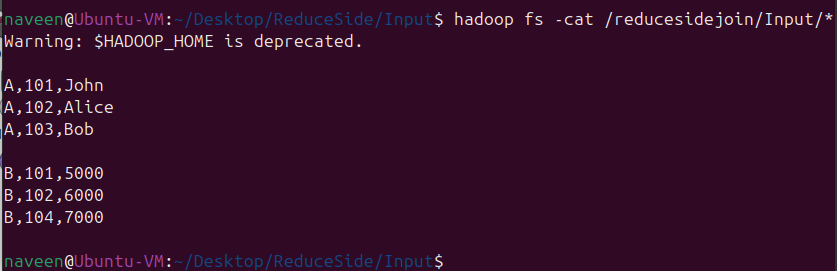 naveen@Ubuntu-VM:~/Desktop/ReduceSide/Input$ hadoop fs -cat /reducesidejoin/Input/*
Warning: $HADOOP_HOME is deprecated.
A,101,John
A,102,Alice
A,103,Bob
B,101,5000
B,102,6000
B,104,7000
naveen@Ubuntu-VM:~/Desktop/ReduceSide/Input$